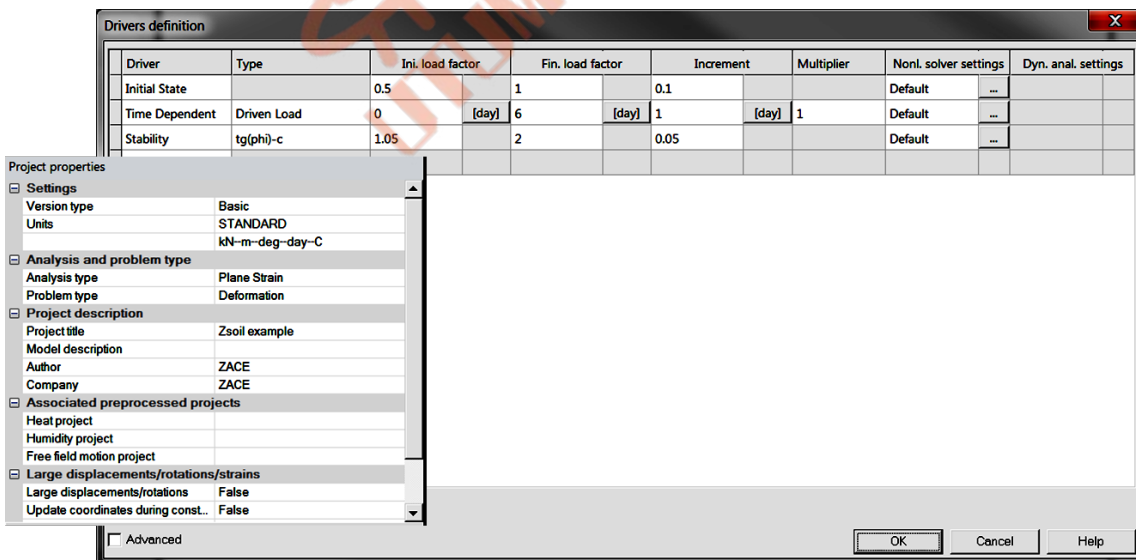 Drivers definition
Driver Type Ini. load factor Fin. load factor Increment Multiplier Nonl. solver settings Dyn. anal. settings
Initial State 0.5 1 0.1 Default ...
Time Dependent Driven Load 0 [day] 6 [day] 1 [day] 1 Default ...
Stability tg(phi)-c 1.05 2 0.05 Default ...
Project properties
Settings
Version type Basic
Units STANDARD
kN--m--deg--day--C
Analysis and problem type
Analysis type Plane Strain
Problem type Deformation
Project description
Project title Zsoil example
Model description
Author ZACE
Company ZACE
Associated preprocessed projects
Heat project
Humidity project
Free field motion project
Large displacements/rotations/strains
Large displacements/rotations False
Update coordinates during const... False
Advanced OK Cancel Help